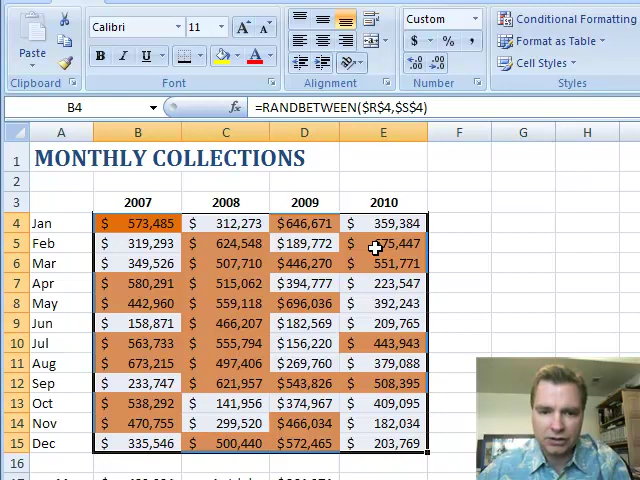 Calibri 11 A A Custom Conditional Formatting
Paste B I U A $ % , Format as Table
.0 .00 .00 .0 Cell Styles
Clipboard Font Alignment Number Styles
B4 fx =RANDBETWEEN($R$4,$S$4)
A B C D E F G H
1 MONTHLY COLLECTIONS
2
3 2007 2008 2009 2010
4 Jan $ 573,485 $ 312,273 $646,671 $ 359,384
5 Feb $ 319,293 $ 624,548 $189,772 $ 75,447
6 Mar $ 349,526 $ 507,710 $446,270 $ 551,771
7 Apr $ 580,291 $ 515,062 $394,777 $ 223,547
8 May $ 442,960 $ 559,118 $696,036 $ 392,243
9 Jun $ 158,871 $ 466,207 $182,569 $ 209,765
10 Jul $ 563,733 $ 555,794 $156,220 $ 443,943
11 Aug $ 673,215 $ 497,406 $269,760 $ 379,088
12 Sep $ 233,747 $ 621,957 $543,826 $ 508,395
13 Oct $ 538,292 $ 141,956 $374,967 $ 409,095
14 Nov $ 470,755 $ 299,520 $466,034 $ 182,034
15 Dec $ 335,546 $ 500,440 $572,465 $ 203,769
16